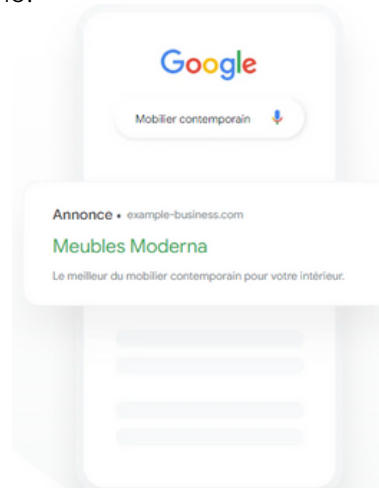 Google
Mobilier contemporain
Annonce • example-business.com
Meubles Moderna
Le meilleur du mobilier contemporain pour votre intérieur.